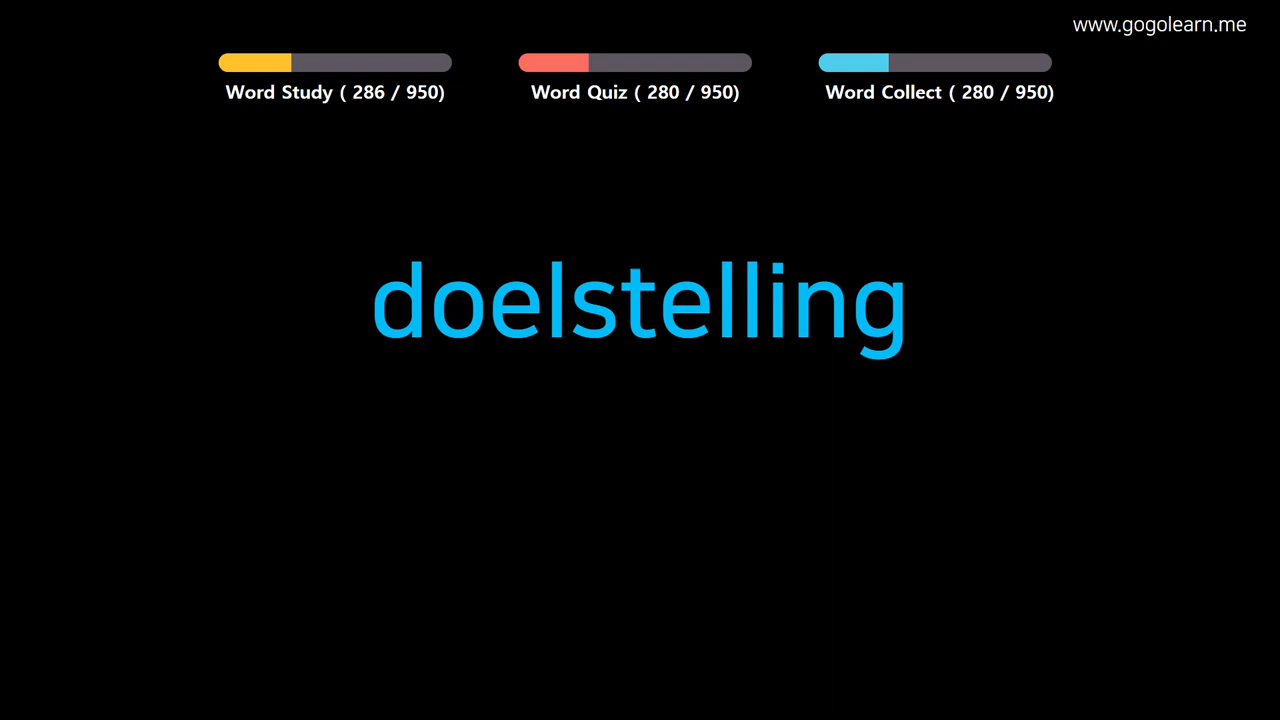 www.gogolearn.me
Word Study ( 286 / 950)
Word Quiz ( 280 / 950)
Word Collect ( 280 / 950)
doelstelling